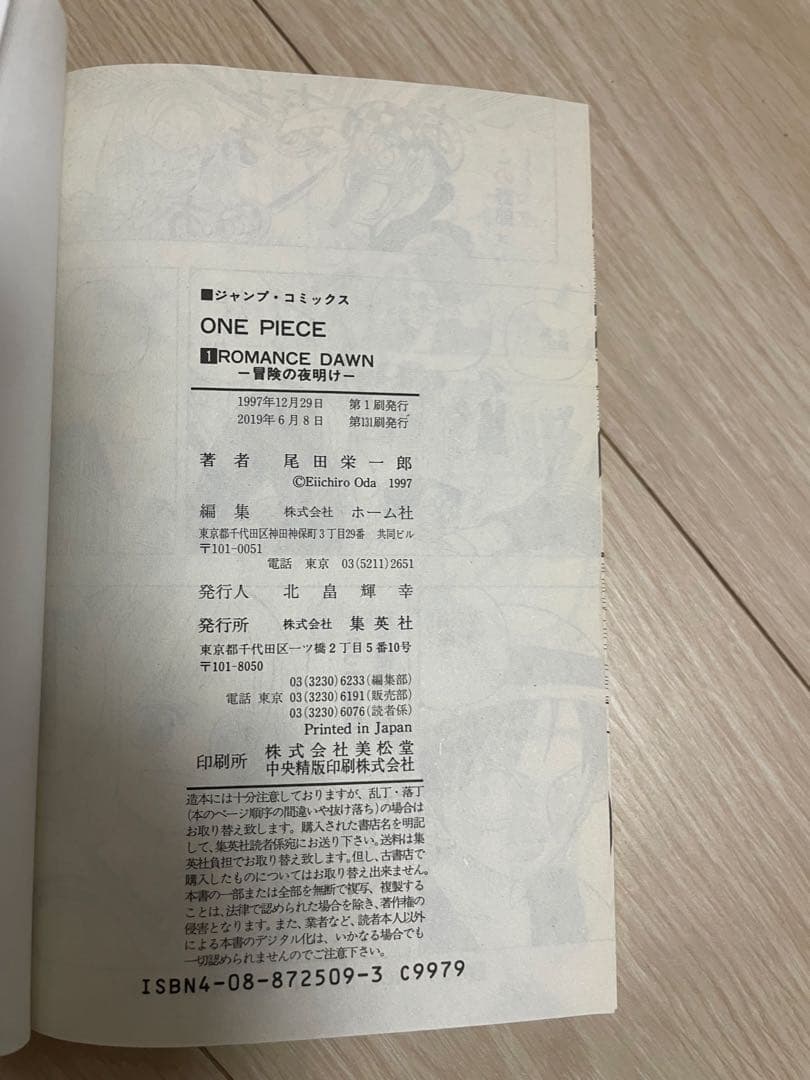 ■ジャンプ・コミックス
ONE PIECE
1 ROMANCE DAWN
ー冒険の夜明けー
1997年12月29日 第1刷発行
2019年6月8日 第131刷発行
著者 尾田栄一郎
©Eiichiro Oda 1997
編集 株式会社 ホーム社
東京都千代田区神田神保町3丁目29番 共同ビル
〒101-0051
電話 東京 03(5211)2651
発行人 北畠輝幸
発行所 株式会社 集英社
東京都千代田区一ツ橋2丁目5番10号
〒101-8050
03(3230)6233(編集部)
電話 東京 03(3230)6191(販売部)
03(3230)6076(読者係)
Printed in Japan
印刷所 株式会社美松堂
中央精版印刷株式会社
造本には十分注意しておりますが、乱丁・落丁
(本のページ順序の間違いや抜け落ち)の場合は
お取り替え致します。購入された書店名を明記
して、集英社読者係宛にお送り下さい。送料は集
英社負担でお取り替え致します。但し、古書店で
購入したものについてはお取り替え出来ません。
本書の一部または全部を無断で複写、複製する
ことは、法律で認められた場合を除き、著作権の
侵害となります。また、業者など、読者本人以外
による本書のデジタル化は、いかなる場合でも
一切認められませんのでご注意下さい。
ISBN4-08-872509-3 C9979